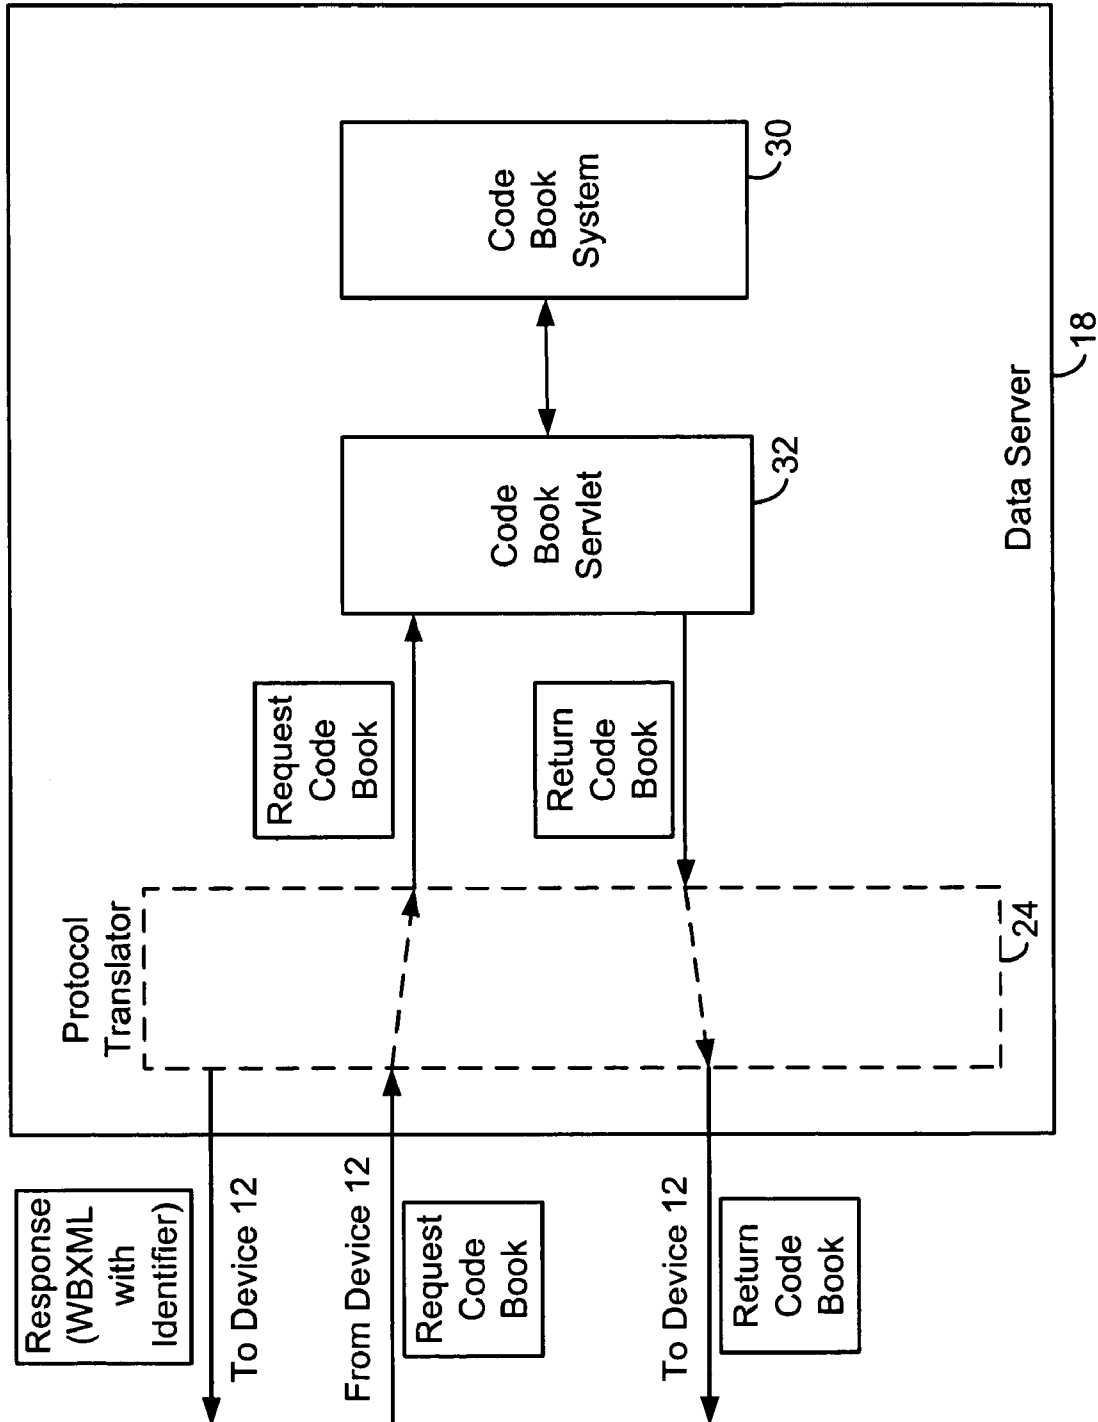 Response
(WBXML
with
Identifier)
To Device 12
From Device 12
Request
Code
Book
To Device 12
Return
Code
Book
Protocol
Translator
24
Request
Code
Book
Return
Code
Book
Code
Book
Servlet
32
Code
Book
System
30
Data Server
18